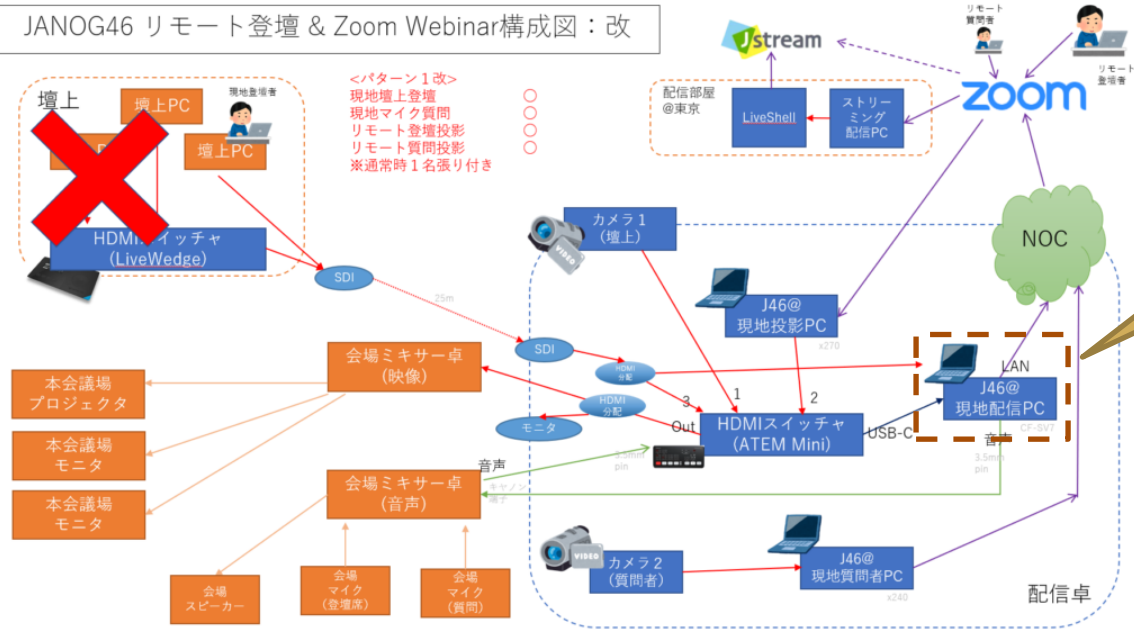 JANOG46 リモート登壇 & Zoom Webinar構成図：改
Jstream
リモート
質問者
リモート
登壇者
zoom
壇上
壇上PC
現地登壇者
壇上PC
HDMIスイッチャ
(LiveWedge)
<パターン１改>
現地壇上登壇 ○
現地マイク質問 ○
リモート登壇投影 ○
リモート質問投影 ○
※通常時１名張り付き
配信部屋
@東京
LiveShell
ストリー
ミング
配信PC
NOC
カメラ１
(壇上)
VIDEO
SDI
25m
J46@
現地投影PC
x270
SDI
HDMI
分配
HDMI
分配
モニタ
会場ミキサー卓
(映像)
本会議場
プロジェクタ
本会議場
モニタ
本会議場
モニタ
1
2
3
Out
HDMIスイッチャ
(ATEM Mini)
USB-C
LAN
J46@
現地配信PC
CF-SV7
音声
3.5mm
pin
3.5mm
pin
音声
キヤノン
端子
会場ミキサー卓
(音声)
会場
スピーカー
会場
マイク
(登壇席)
会場
マイク
(質問)
VIDEO
カメラ２
(質問者)
J46@
現地質問者PC
x240
配信卓